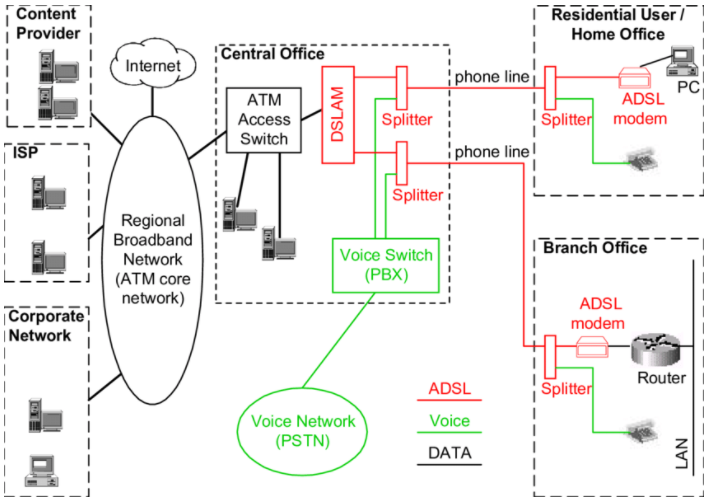 Content
Provider
Internet
ISP
Regional
Broadband
Network
(ATM core
network)
Corporate
Network
Central Office
ATM
Access
Switch
DSLAM
Splitter
Splitter
Voice Switch
(PBX)
Voice Network
(PSTN)
phone line
phone line
Residential User /
Home Office
Splitter
ADSL
modem
PC
Branch Office
ADSL
modem
Splitter
Router
LAN
ADSL
Voice
DATA